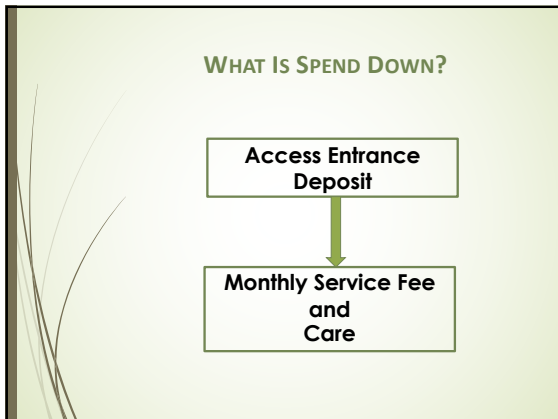 WHAT IS SPEND DOWN?
Access Entrance
Deposit
Monthly Service Fee
and
Care